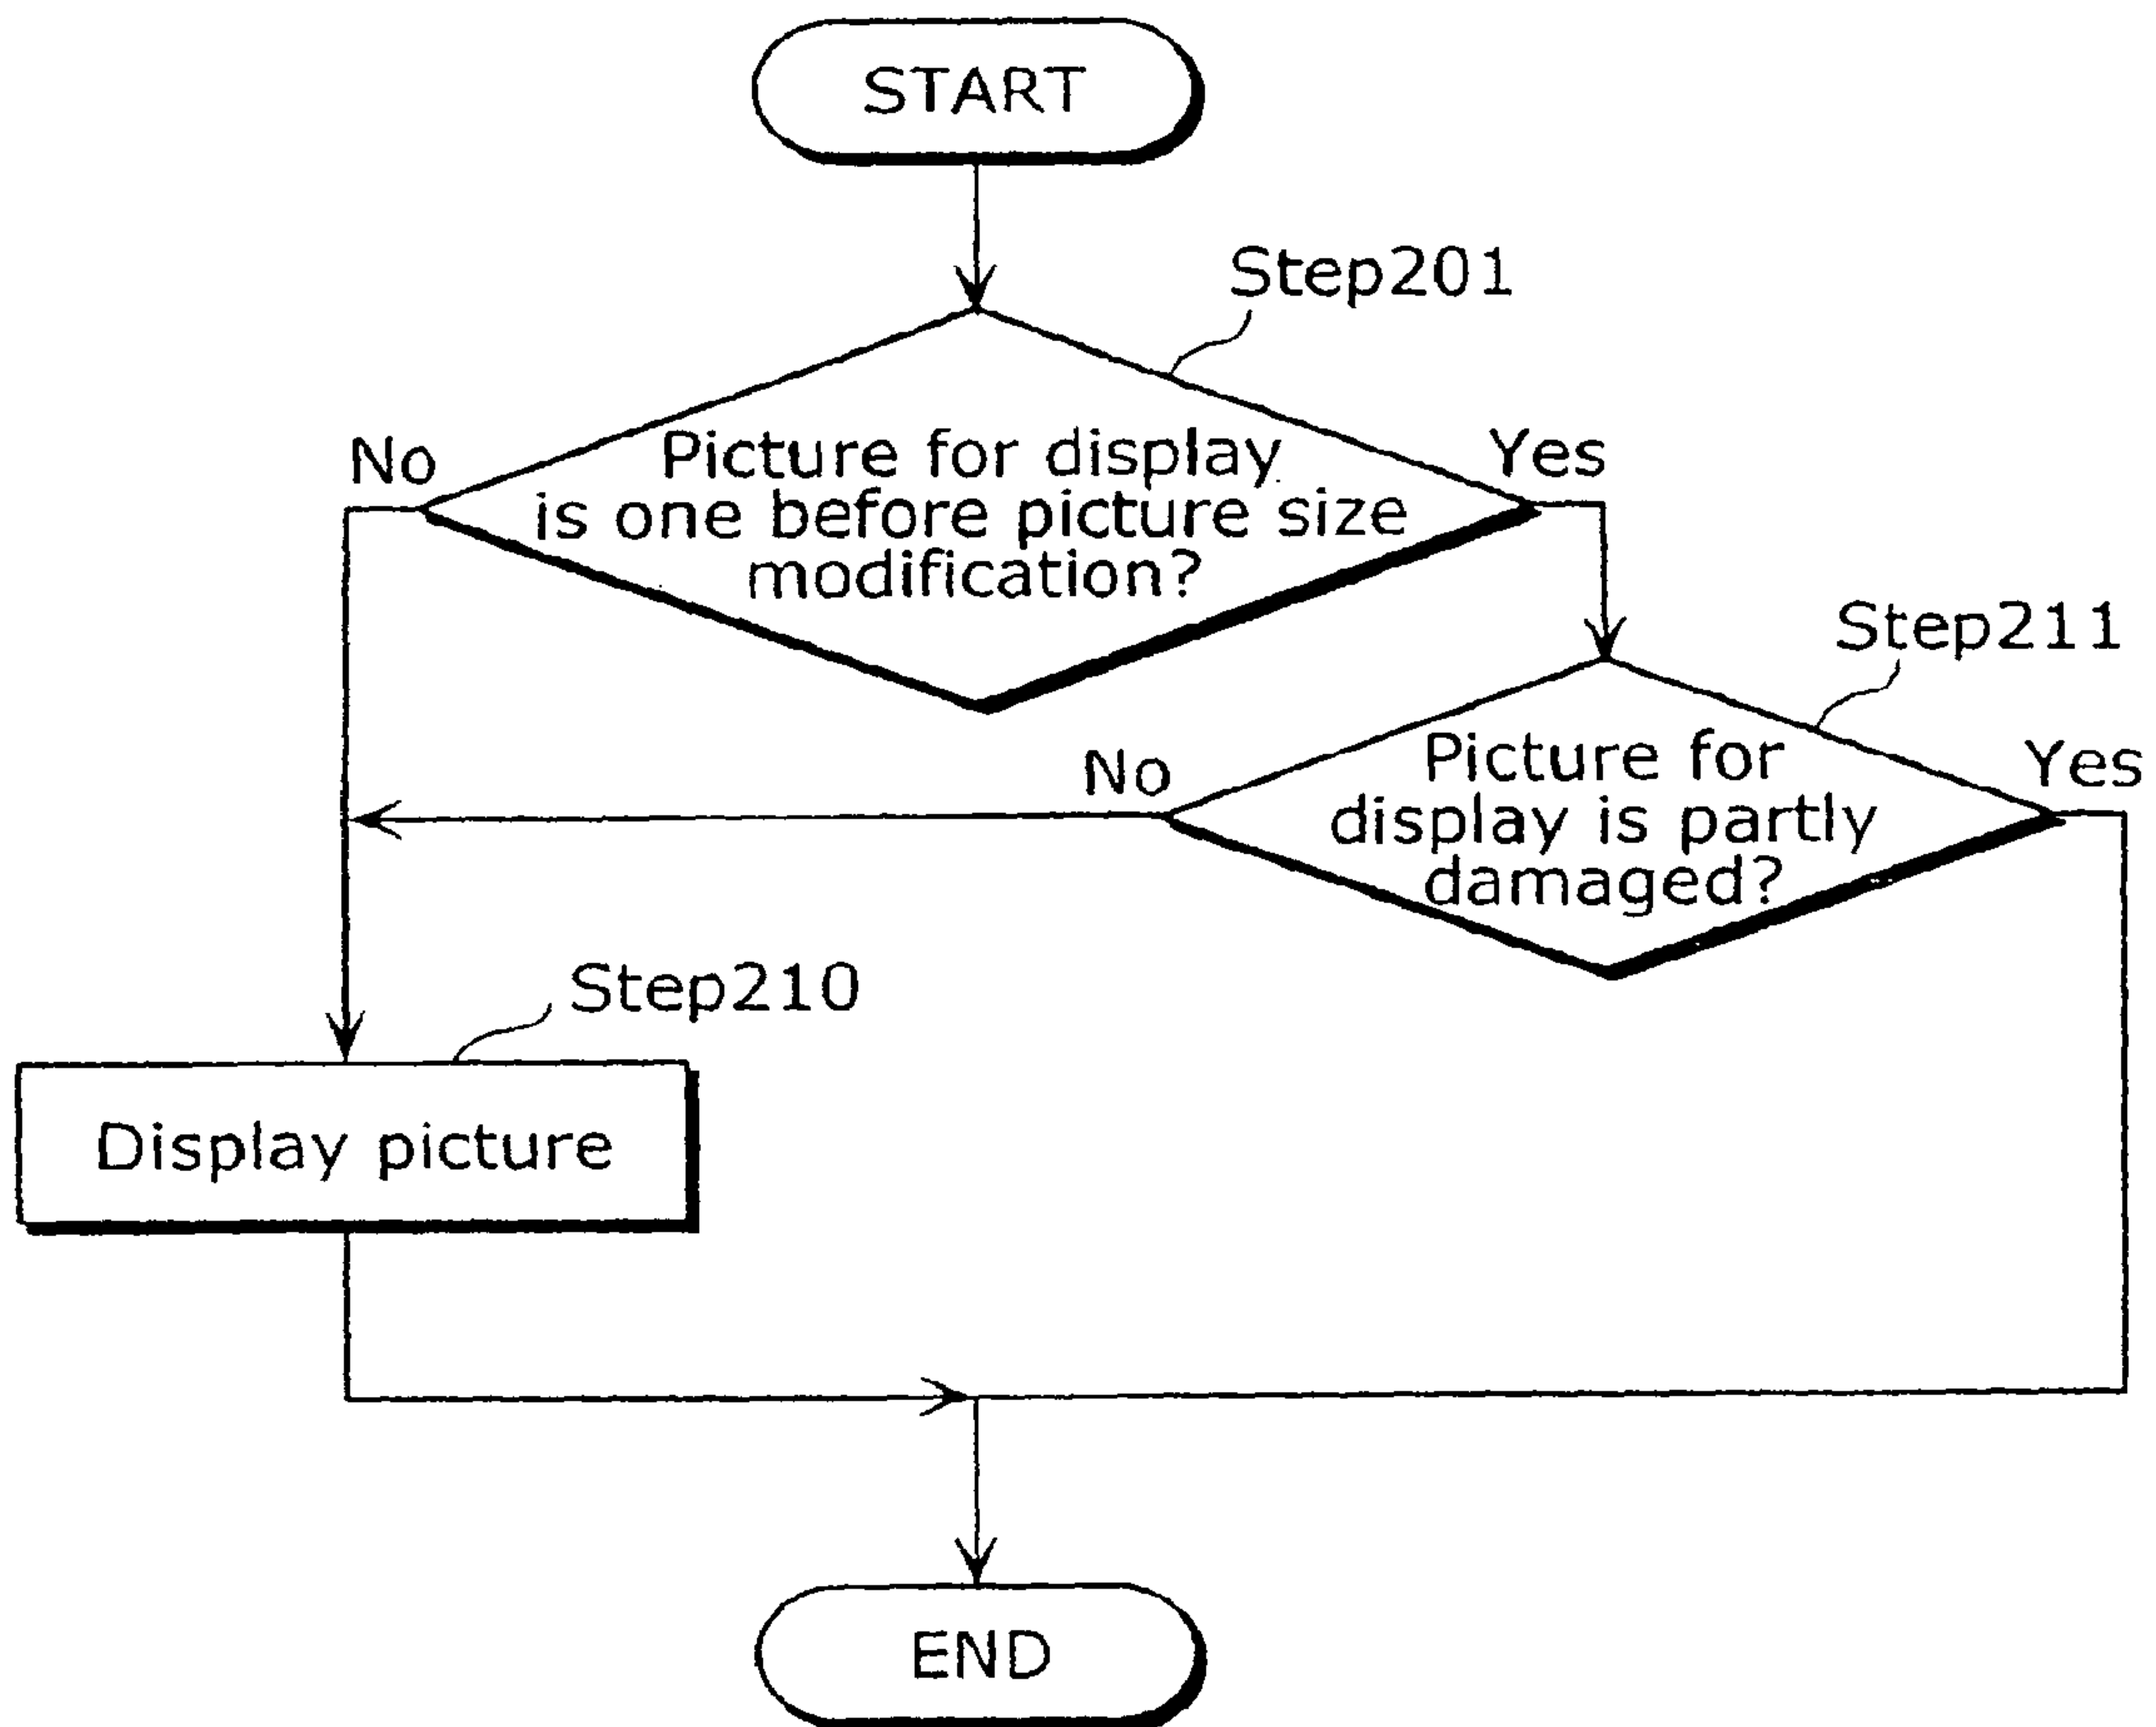 START
Step201
No
Yes
Picture for display
is one before picture size
modification?
Step211
No
Yes
Picture for
display is partly
damaged?
Step210
Display picture
END